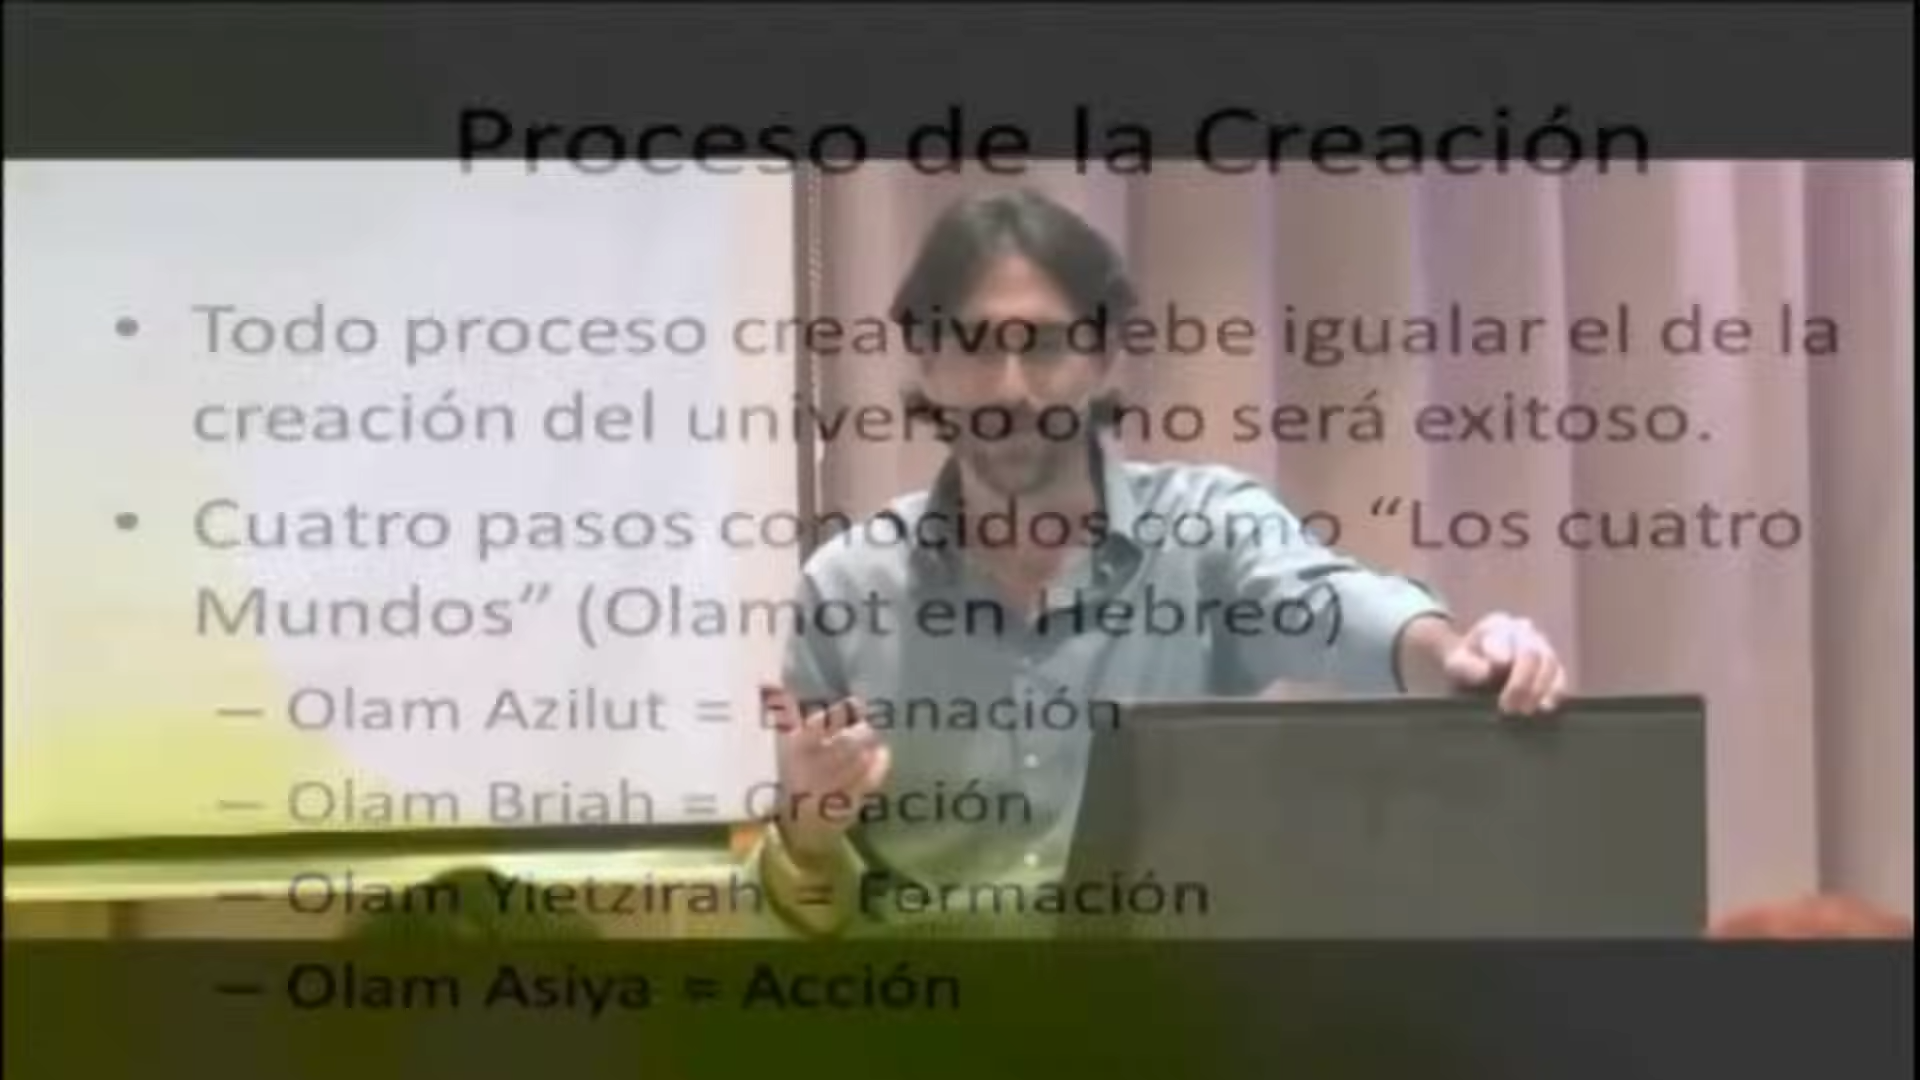 Proceso de la Creación
• Todo proceso creativo debe igualar el de la
creación del universo o no será exitoso.
• Cuatro pasos conocidos como “Los cuatro
Mundos” (Olamot en Hebreo)
– Olam Azilut = Emanación
– Olam Briah = Creación
– Olam Yietzirah = Formación
– Olam Asiya = Acción